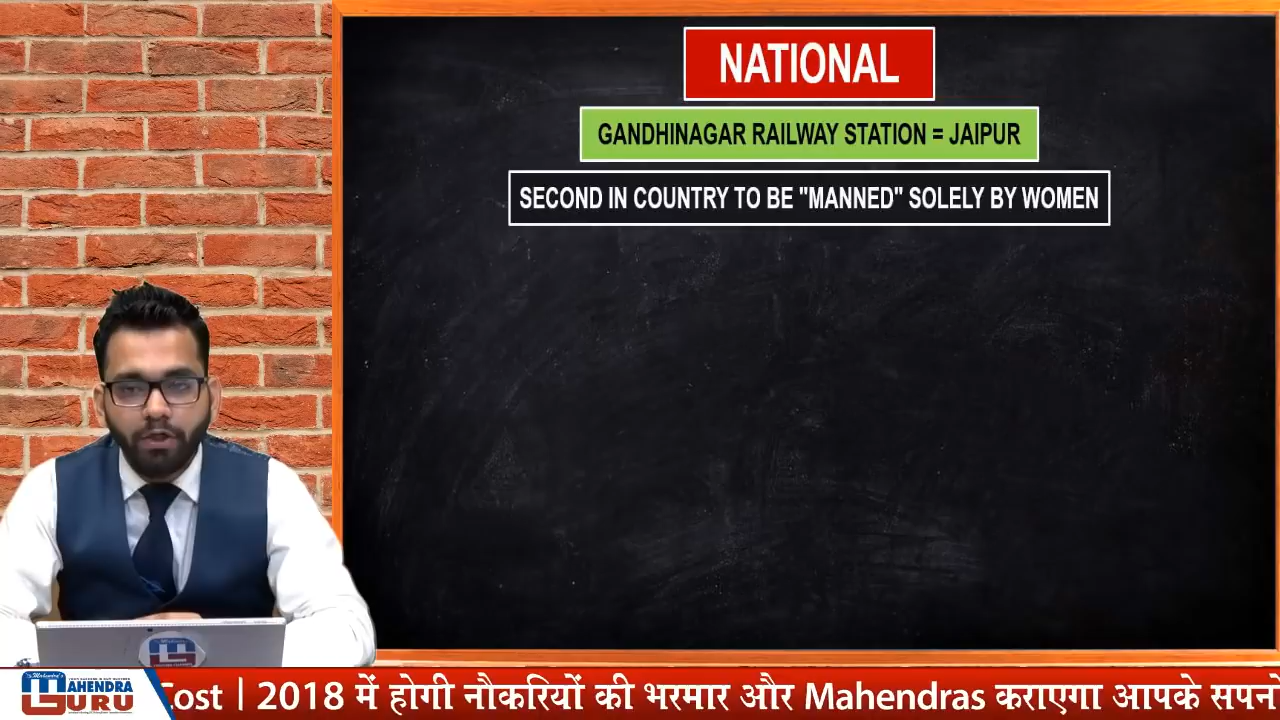 NATIONAL
GANDHINAGAR RAILWAY STATION = JAIPUR
SECOND IN COUNTRY TO BE "MANNED" SOLELY BY WOMEN
Mahendra's
MAHENDRA
GURU
Cost | 2018 में होगी नौकरियों की भरमार और Mahendras कराएगा आपके सपनो